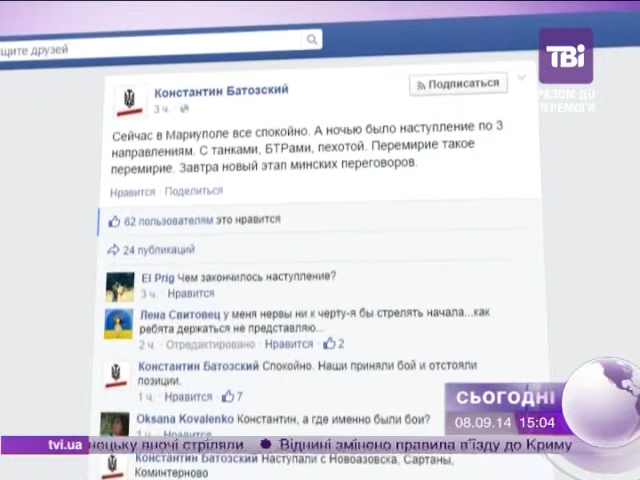 щите друзей
ТВі
РАЗОМ ДО
ПЕРЕМОГИ
Константин Батозский
3 ч.
Подписаться
Сейчас в Мариуполе все спокойно. А ночью было наступление по 3
направлениям. С танками, БТРами, пехотой. Перемирие такое
перемирие. Завтра новый этап минских переговоров.
Нравится · Поделиться
62 пользователям это нравится
24 публикаций
El Prig Чем закончилось наступление?
3 ч. · Нравится
Лена Свитовец у меня нервы ни к черту-я бы стрелять начала...как
ребята держаться не представляю...
2 ч. · Отредактировано · Нравится · 2
Константин Батозский Спокойно. Наши приняли бой и отстояли
позиции.
1 ч. · Нравится · 7
Oksana Kovalenko Константин, а где именно были бои?
1 ч. · Нравится
Константин Батозский Наступали с Новоазовска, Сартаны,
Коминтерново
СЬОГОДНІ
08.09.14 15:04
tvi.ua нецьку вночі стріляли ● Віднині змінено правила в'їзду до Криму